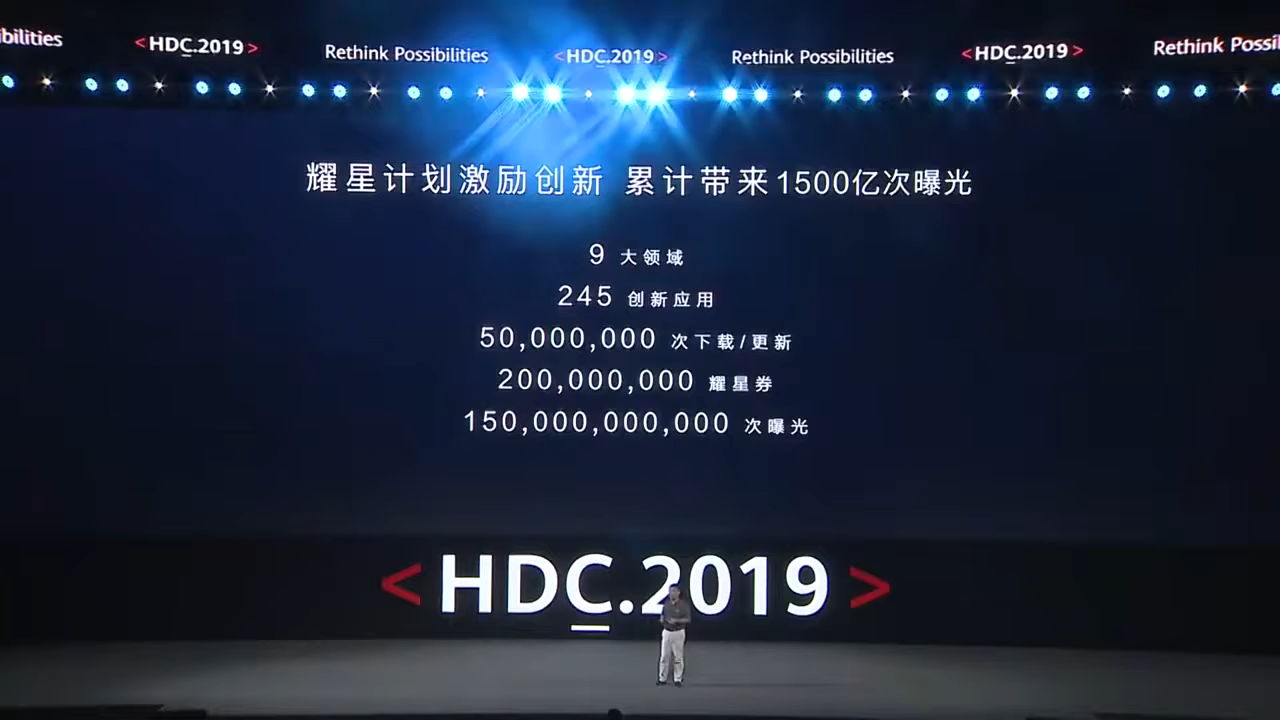 bilities <HDC.2019> Rethink Possibilities <HDC.2019> Rethink Possibilities <HDC.2019> Rethink
耀星计划激励创新 累计带来1500亿次曝光
9 大领域
245 创新应用
50,000,000 次下载/更新
200,000,000 耀星券
150,000,000,000 次曝光
<HDC.2019>